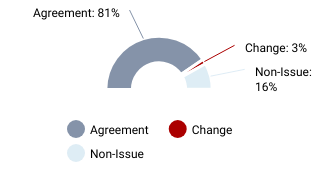 Agreement: 81%
Change: 3%
Non-Issue:
16%
Agreement
Change
Non-Issue